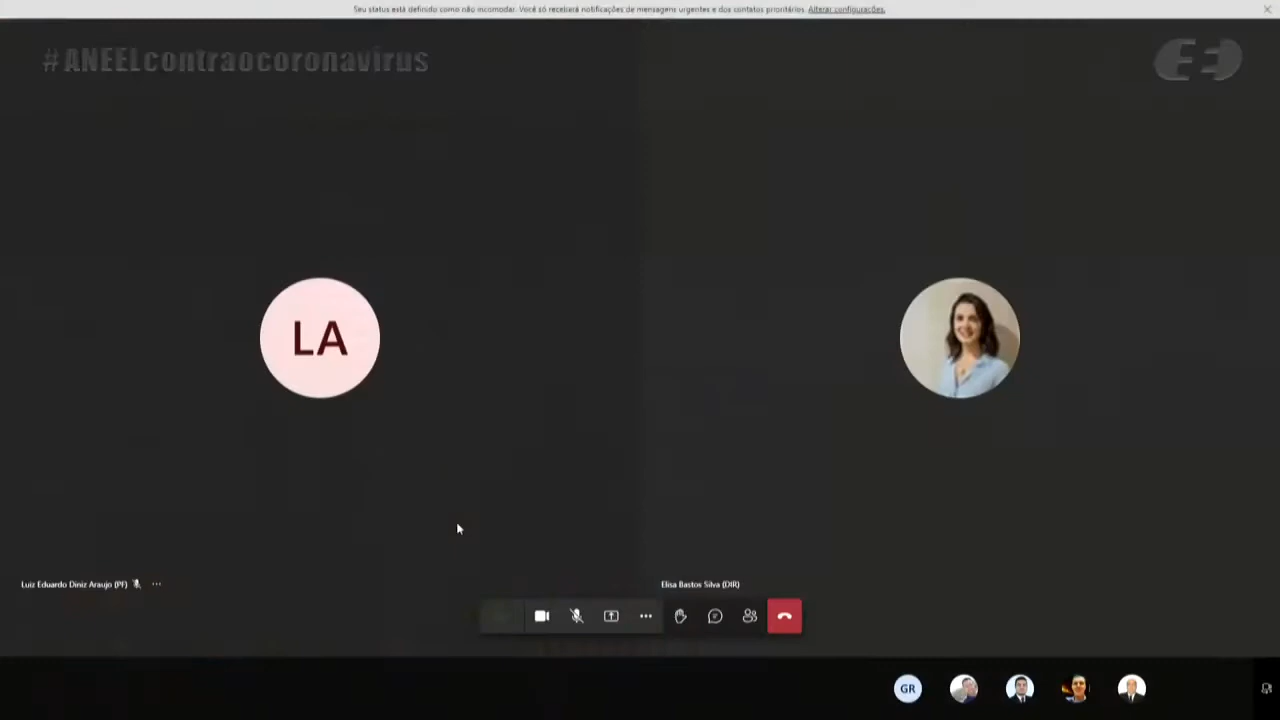 Seu status está definido como não incomodar. Você só receberá notificações de mensagens urgentes e dos contatos prioritários. Alterar configurações.
#ANEELcontraocoronavirus
LA
Luiz Eduardo Diniz Araujo (PF)
Elisa Bastos Silva (DIR)
GR